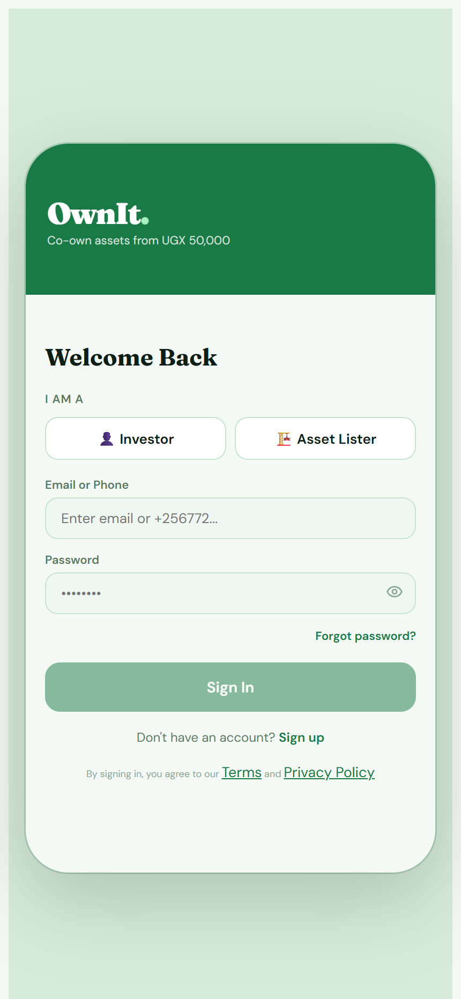 OwnIt.
Co-own assets from UGX 50,000
Welcome Back
I AM A
Investor
Asset Lister
Email or Phone
Enter email or +256772...
Password
••••••••
Forgot password?
Sign In
Don't have an account? Sign up
By signing in, you agree to our Terms and Privacy Policy